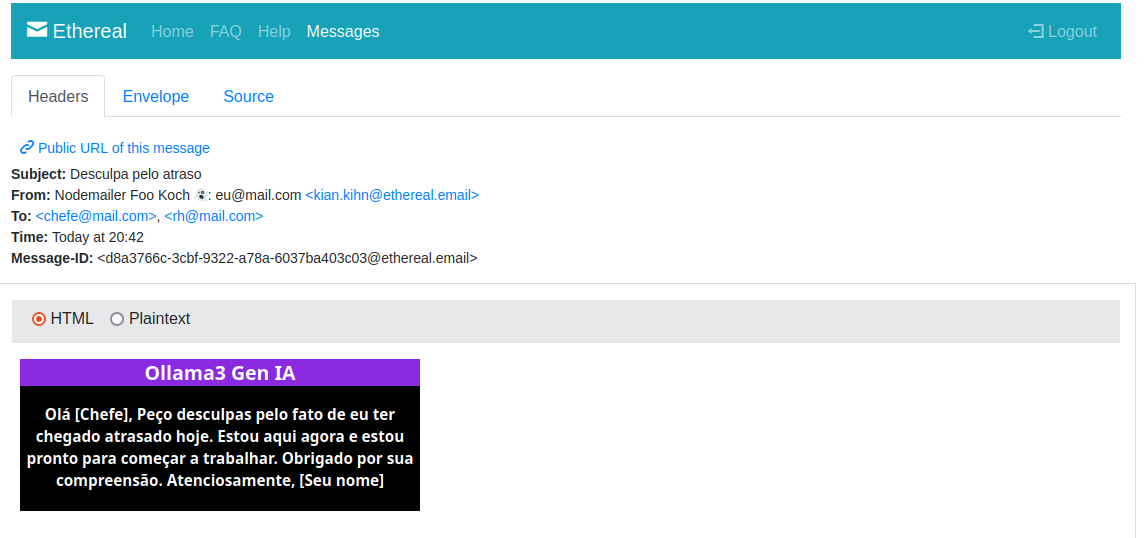 Ethereal Home FAQ Help Messages Logout
Headers Envelope Source
Public URL of this message
Subject: Desculpa pelo atraso
From: Nodemailer Foo Koch 👻: eu@mail.com <kian.kihn@ethereal.email>
To: <chefe@mail.com>, <rh@mail.com>
Time: Today at 20:42
Message-ID: <d8a3766c-3cbf-9322-a78a-6037ba403c03@ethereal.email>
HTML Plaintext
Ollama3 Gen IA
Olá [Chefe], Peço desculpas pelo fato de eu ter
chegado atrasado hoje. Estou aqui agora e estou
pronto para começar a trabalhar. Obrigado por sua
compreensão. Atenciosamente, [Seu nome]